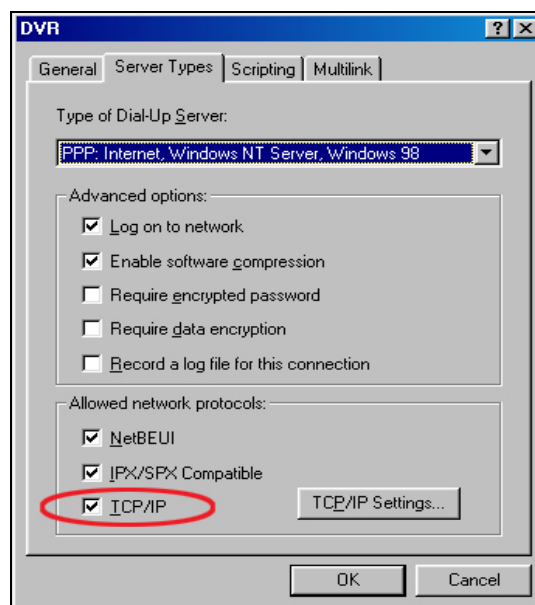 DVR
General Server Types Scripting Multilink
Type of Dial-Up Server:
PPP: Internet, Windows NT Server, Windows 98
Advanced options:
Log on to network
Enable software compression
Require encrypted password
Require data encryption
Record a log file for this connection
Allowed network protocols:
NetBEUI
IPX/SPX Compatible
TCP/IP TCP/IP Settings...
OK Cancel